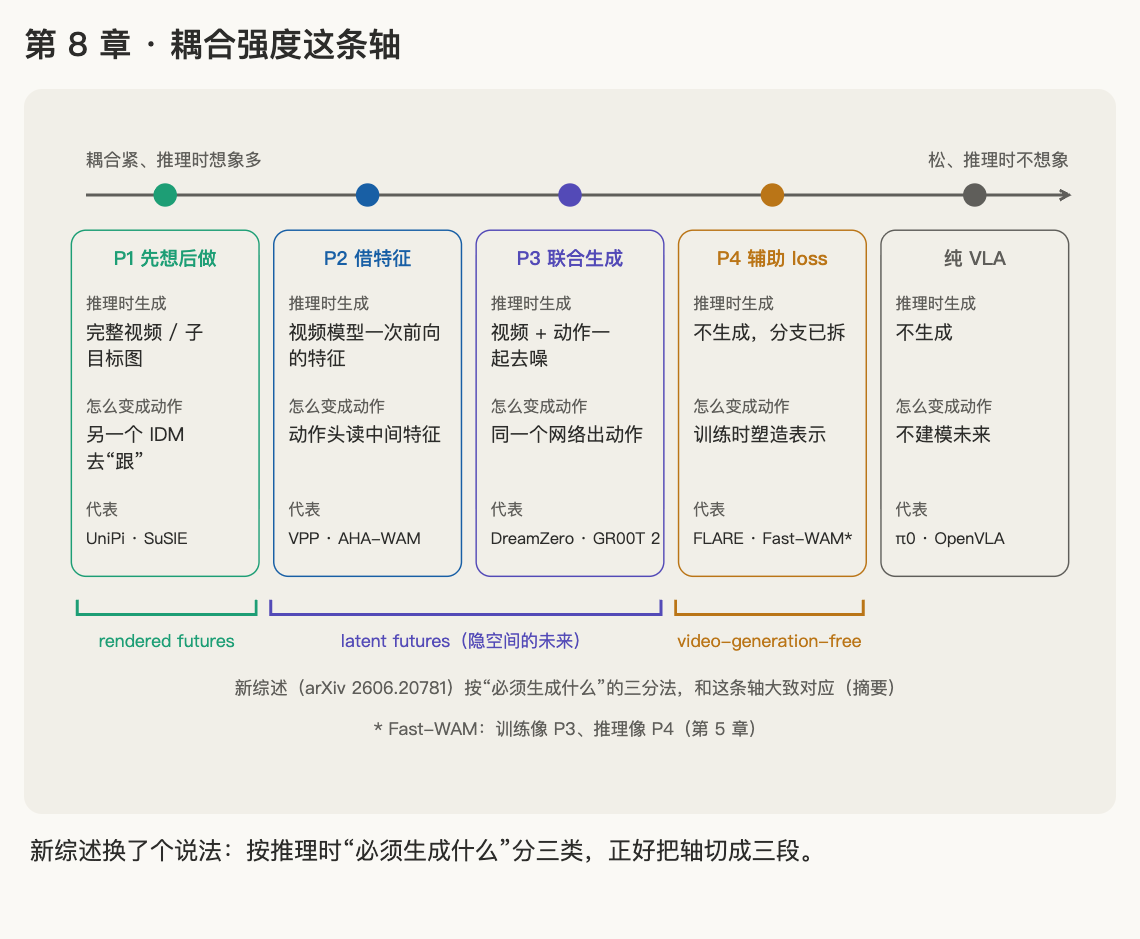 第 8 章 · 耦合强度这条轴
耦合紧、推理时想象多
松、推理时不想象
P1 先想后做
推理时生成
完整视频 / 子
目标图
怎么变成动作
另一个 IDM
去“跟”
代表
UniPi · SuSIE
P2 借特征
推理时生成
视频模型一次前向
的特征
怎么变成动作
动作头读中间特征
代表
VPP · AHA-WAM
P3 联合生成
推理时生成
视频 + 动作一
起去噪
怎么变成动作
同一个网络出动作
代表
DreamZero · GR00T 2
P4 辅助 loss
推理时生成
不生成，分支已拆
怎么变成动作
训练时塑造表示
代表
FLARE · Fast-WAM*
纯 VLA
推理时生成
不生成
怎么变成动作
不建模未来
代表
π0 · OpenVLA
rendered futures
latent futures（隐空间的未来）
video-generation-free
新综述（arXiv 2606.20781）按“必须生成什么”的三分法，和这条轴大致对应（摘要）
* Fast-WAM：训练像 P3、推理像 P4（第 5 章）
新综述换了个说法：按推理时“必须生成什么”分三类，正好把轴切成三段。